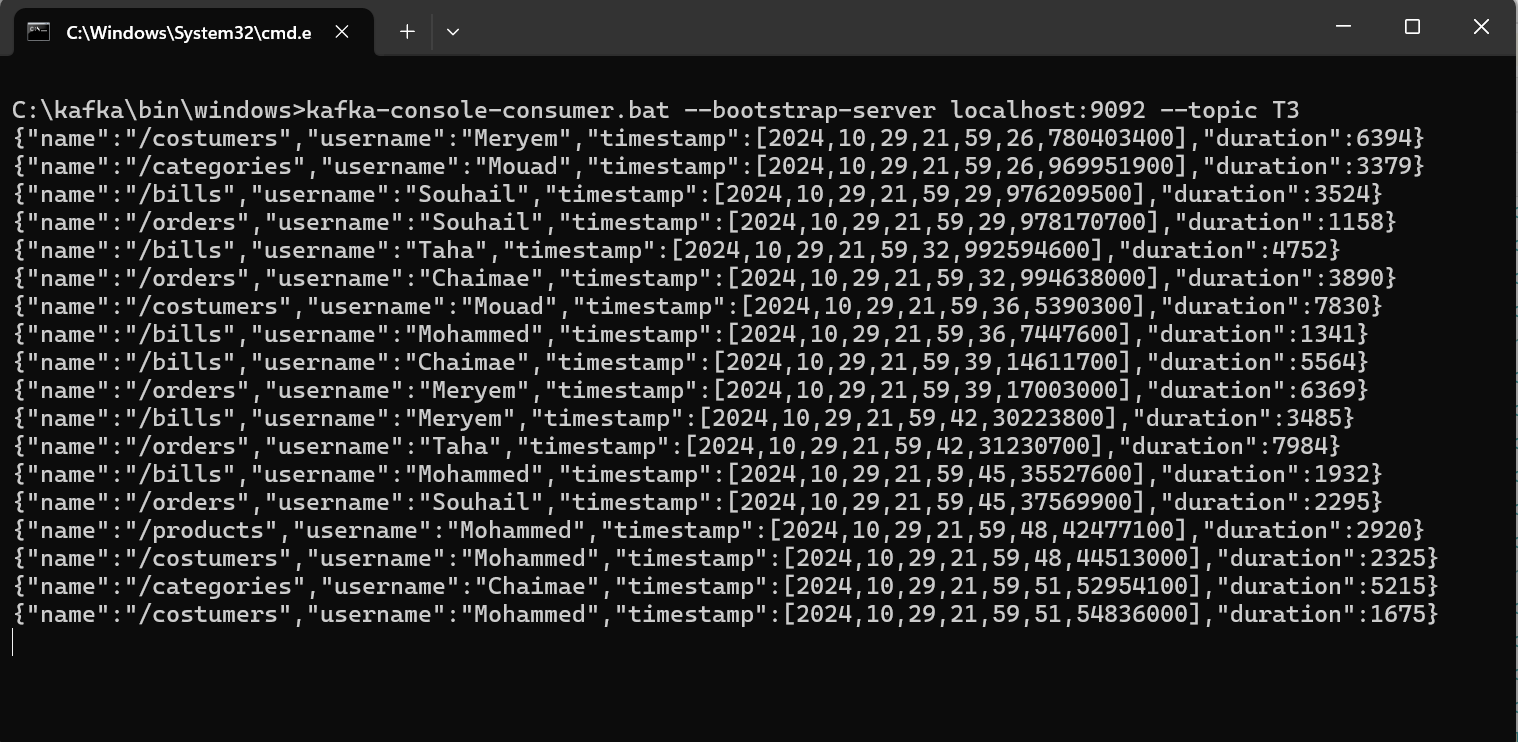 C:\Windows\System32\cmd.e
C:\kafka\bin\windows>kafka-console-consumer.bat --bootstrap-server localhost:9092 --topic T3
{"name":"/costumers","username":"Meryem","timestamp":[2024,10,29,21,59,26,780403400],"duration":6394}
{"name":"/categories","username":"Mouad","timestamp":[2024,10,29,21,59,26,969951900],"duration":3379}
{"name":"/bills","username":"Souhail","timestamp":[2024,10,29,21,59,29,976209500],"duration":3524}
{"name":"/orders","username":"Souhail","timestamp":[2024,10,29,21,59,29,978170700],"duration":1158}
{"name":"/bills","username":"Taha","timestamp":[2024,10,29,21,59,32,992594600],"duration":4752}
{"name":"/orders","username":"Chaimae","timestamp":[2024,10,29,21,59,32,994638000],"duration":3890}
{"name":"/costumers","username":"Mouad","timestamp":[2024,10,29,21,59,36,5390300],"duration":7830}
{"name":"/bills","username":"Mohammed","timestamp":[2024,10,29,21,59,36,7447600],"duration":1341}
{"name":"/bills","username":"Chaimae","timestamp":[2024,10,29,21,59,39,14611700],"duration":5564}
{"name":"/orders","username":"Meryem","timestamp":[2024,10,29,21,59,39,17003000],"duration":6369}
{"name":"/bills","username":"Meryem","timestamp":[2024,10,29,21,59,42,30223800],"duration":3485}
{"name":"/orders","username":"Taha","timestamp":[2024,10,29,21,59,42,31230700],"duration":7984}
{"name":"/bills","username":"Mohammed","timestamp":[2024,10,29,21,59,45,35527600],"duration":1932}
{"name":"/orders","username":"Souhail","timestamp":[2024,10,29,21,59,45,37569900],"duration":2295}
{"name":"/products","username":"Mohammed","timestamp":[2024,10,29,21,59,48,42477100],"duration":2920}
{"name":"/costumers","username":"Mohammed","timestamp":[2024,10,29,21,59,48,44513000],"duration":2325}
{"name":"/categories","username":"Chaimae","timestamp":[2024,10,29,21,59,51,52954100],"duration":5215}
{"name":"/costumers","username":"Mohammed","timestamp":[2024,10,29,21,59,51,54836000],"duration":1675}